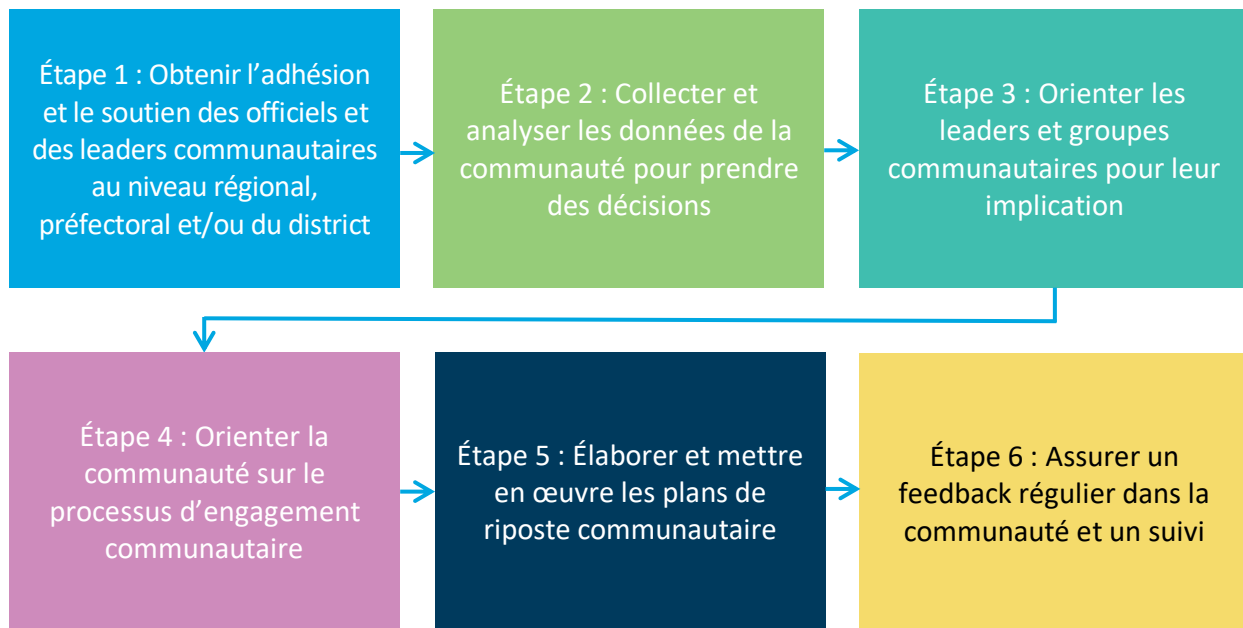 Étape 1 : Obtenir l’adhésion
et le soutien des officiels et
des leaders communautaires
au niveau régional,
préfectoral et/ou du district
Étape 2 : Collecter et
analyser les données de la
communauté pour prendre
des décisions
Étape 3 : Orienter les
leaders et groupes
communautaires pour leur
implication
Étape 4 : Orienter la
communauté sur le
processus d’engagement
communautaire
Étape 5 : Élaborer et mettre
en œuvre les plans de
riposte communautaire
Étape 6 : Assurer un
feedback régulier dans la
communauté et un suivi